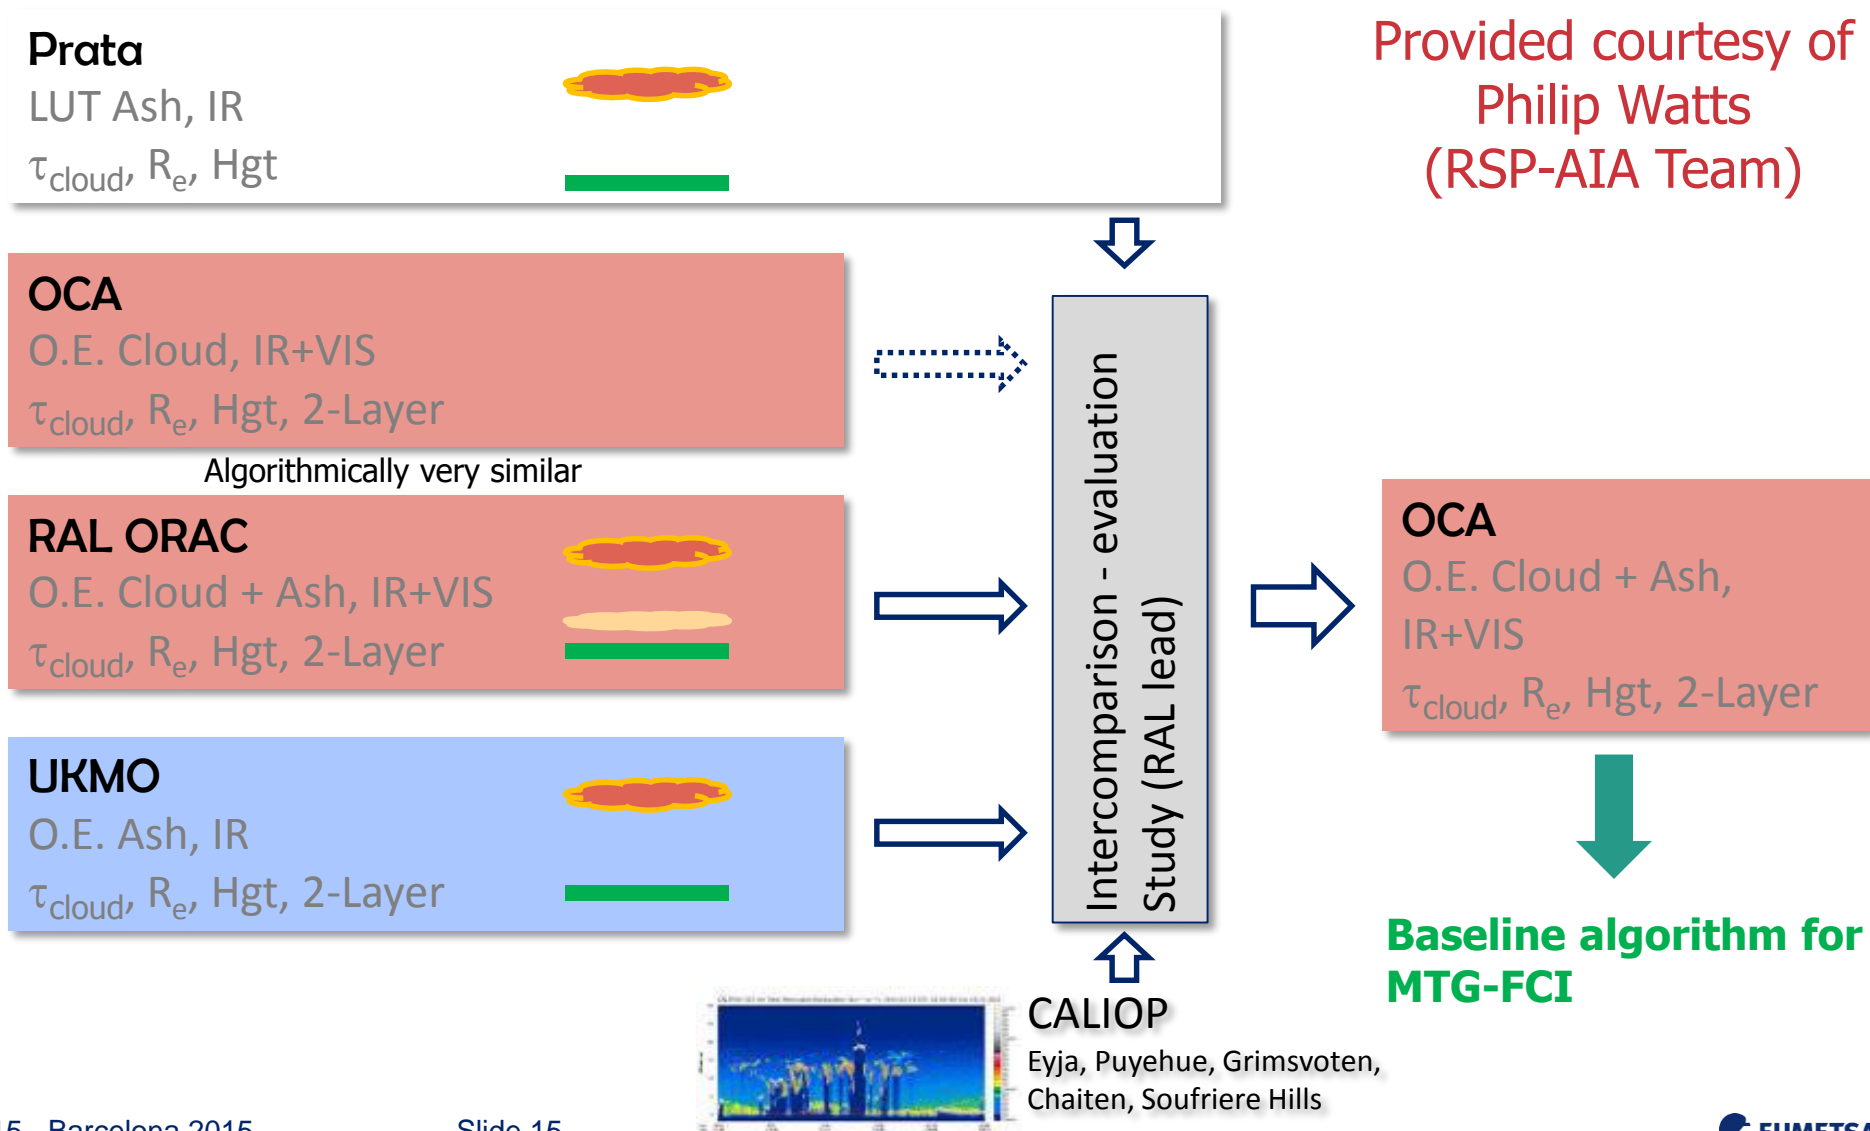 Prata
LUT Ash, IR
τcloud, Re, Hgt
Provided courtesy of
Philip Watts
(RSP-AIA Team)
OCA
O.E. Cloud, IR+VIS
τcloud, Re, Hgt, 2-Layer
Algorithmically very similar
RAL ORAC
O.E. Cloud + Ash, IR+VIS
τcloud, Re, Hgt, 2-Layer
UKMO
O.E. Ash, IR
τcloud, Re, Hgt, 2-Layer
Intercomparison - evaluation
Study (RAL lead)
OCA
O.E. Cloud + Ash,
IR+VIS
τcloud, Re, Hgt, 2-Layer
Baseline algorithm for
MTG-FCI
CALIOP
Eyja, Puyehue, Grimsvoten,
Chaiten, Soufriere Hills
Barcelona 2015
Slide 15